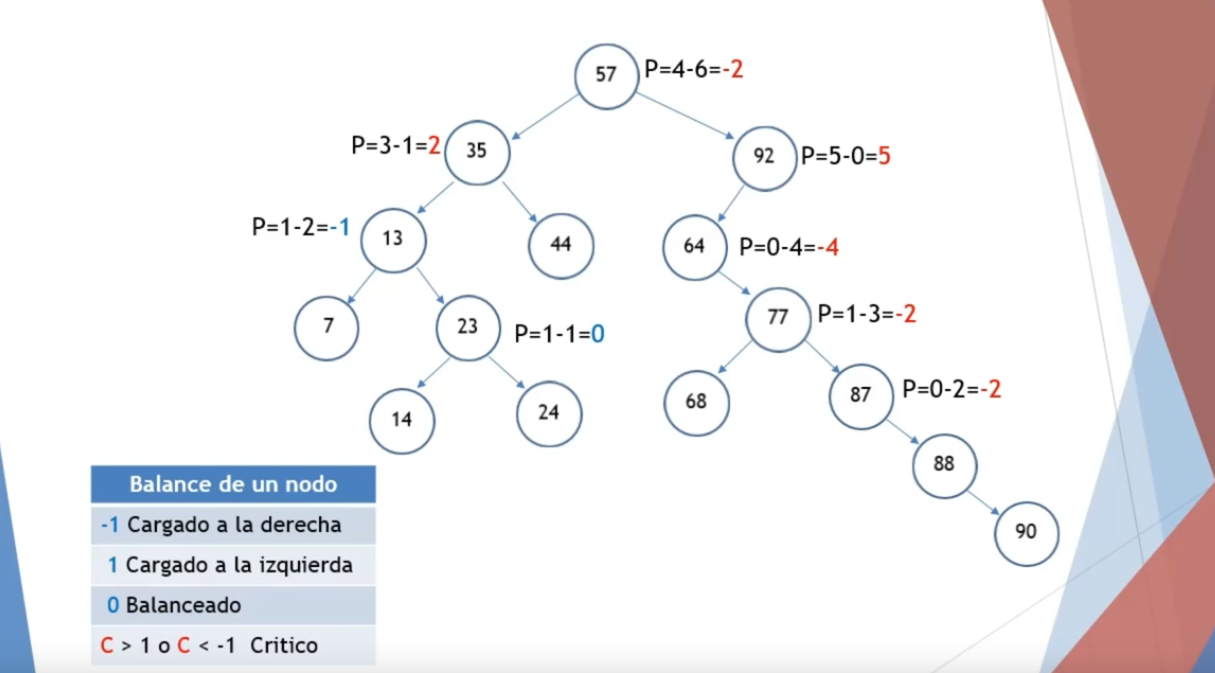 57 P=4-6=-2
P=3-1=2 35
92 P=5-0=5
P=1-2=-1 13
44
64 P=0-4=-4
7
23 P=1-1=0
77 P=1-3=-2
14
24
68
87 P=0-2=-2
88
90
Balance de un nodo
-1 Cargado a la derecha
1 Cargado a la izquierda
0 Balanceado
C > 1 o C < -1 Critico